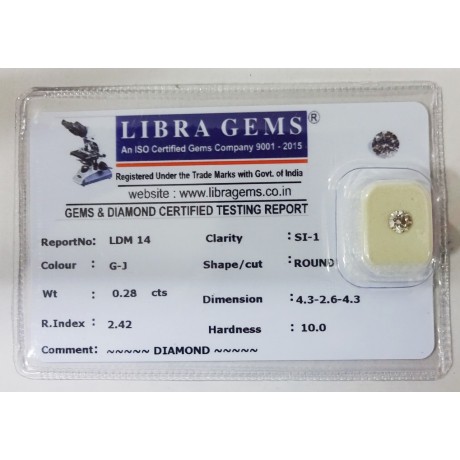 LIBRA GEMS®
An ISO Certified Gems Company 9001 - 2015
Registered Under the Trade Marks with Govt. of India
website : www.libragems.co.in
GEMS & DIAMOND CERTIFIED TESTING REPORT
ReportNo: LDM 14 Clarity : SI-1
Colour : G-J Shape/cut : ROUND
Wt : 0.28 cts Dimension : 4.3-2.6-4.3
R.Index : 2.42 Hardness : 10.0
Comment: ~~~~~ DIAMOND ~~~~~